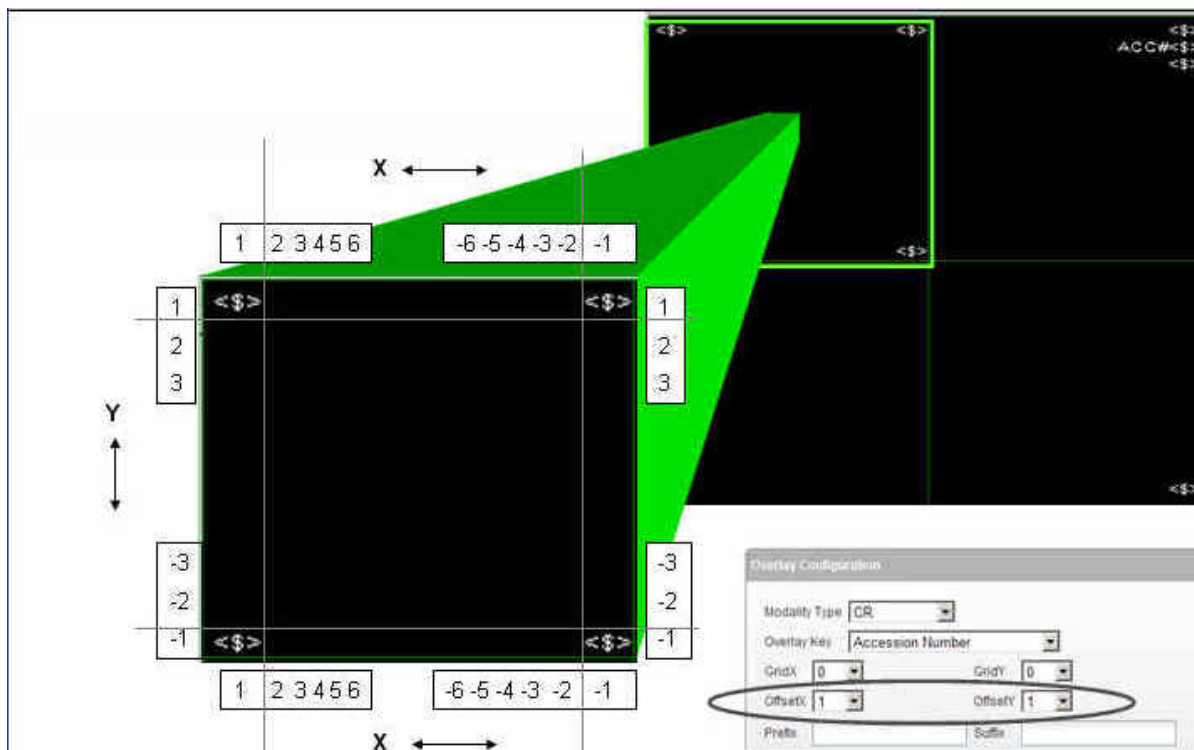 <$> <$> <$>
ACC#<$>
<$>
X
1 2 3 4 5 6 -6 -5 -4 -3 -2 -1
<$>
<$> <$>
1 1
2 2
3 3
Y
<$>
-3 -3
-2 -2
-1 -1
<$> <$>
1 2 3 4 5 6 -6 -5 -4 -3 -2 -1
X
Overlay Configuration
Modality Type CR
Overlay Key Accession Number
GridX 0 GridY 0
OffsetX 1 OffsetY 1
Prefix Suffix